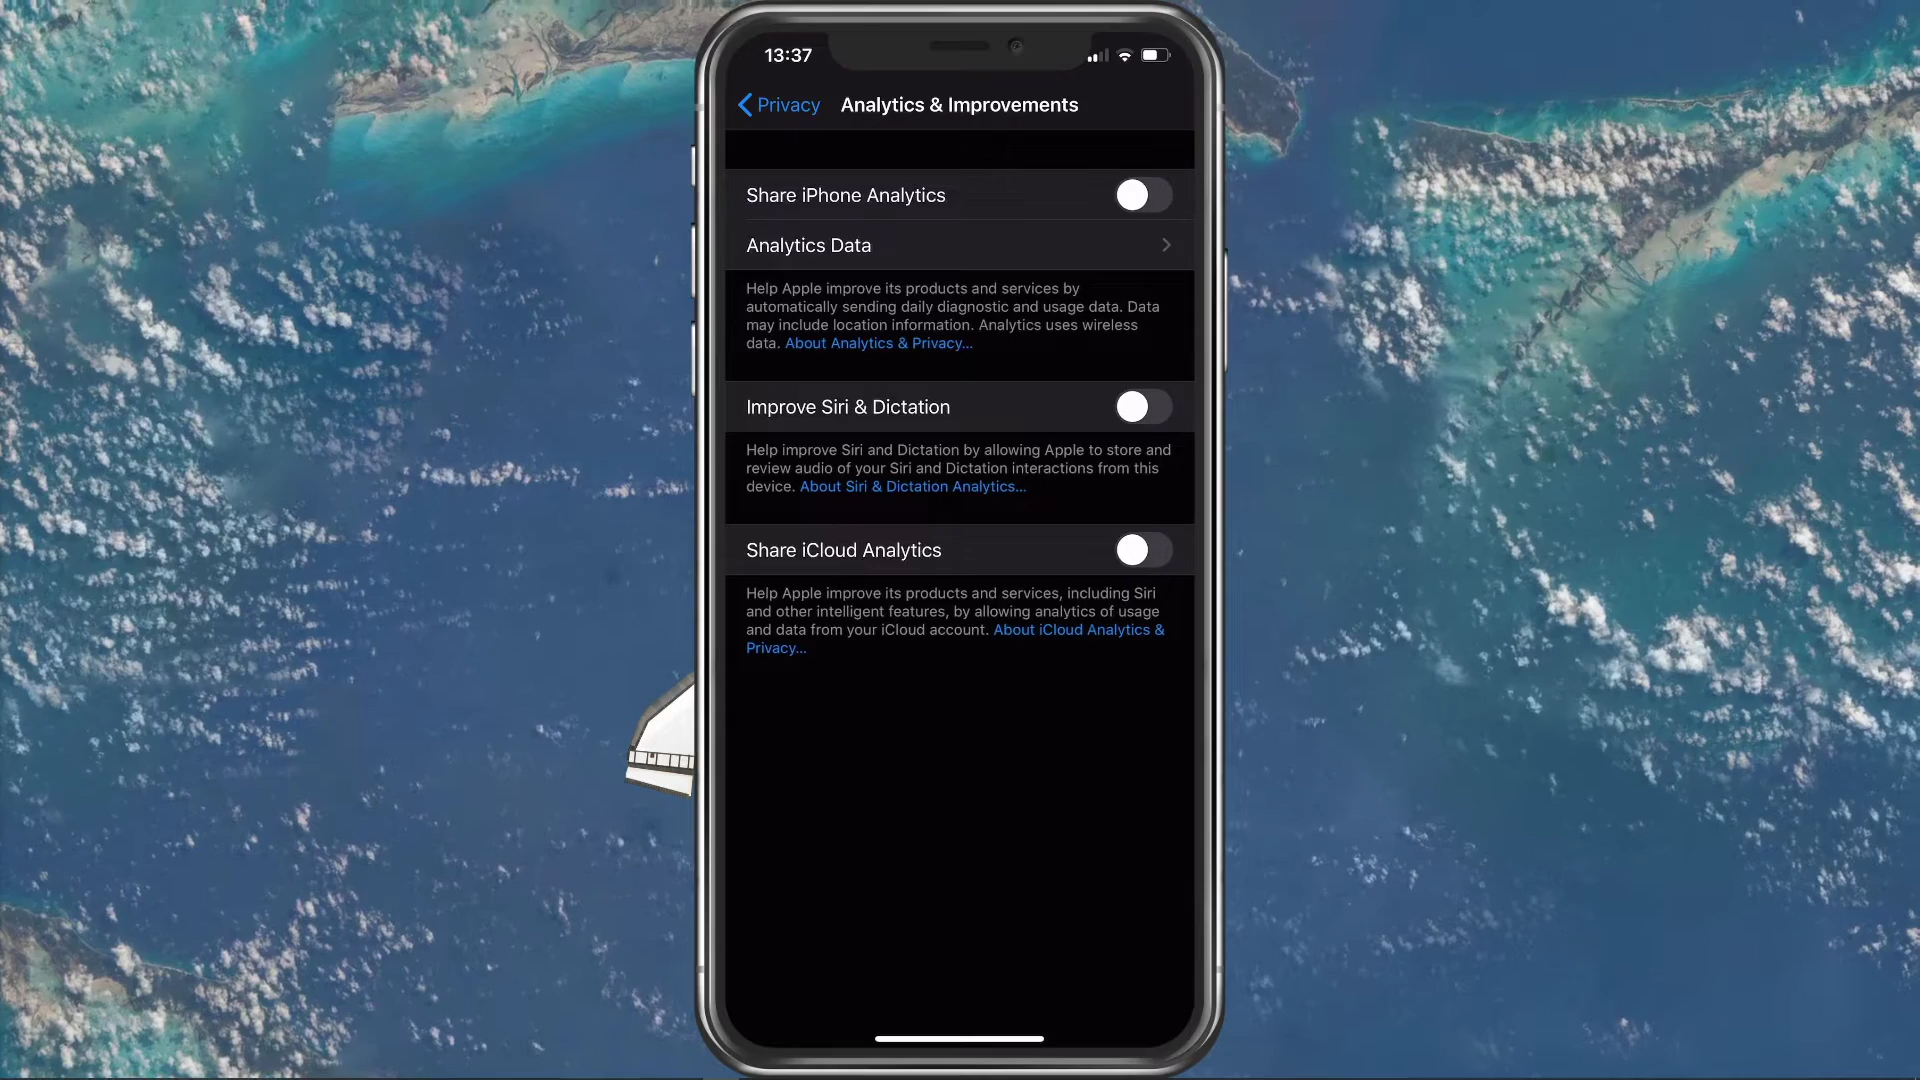 13:37
Privacy Analytics & Improvements
Share iPhone Analytics
Analytics Data
Help Apple improve its products and services by
automatically sending daily diagnostic and usage data. Data
may include location information. Analytics uses wireless
data. About Analytics & Privacy...
Improve Siri & Dictation
Help improve Siri and Dictation by allowing Apple to store and
review audio of your Siri and Dictation interactions from this
device. About Siri & Dictation Analytics...
Share iCloud Analytics
Help Apple improve its products and services, including Siri
and other intelligent features, by allowing analytics of usage
and data from your iCloud account. About iCloud Analytics &
Privacy...